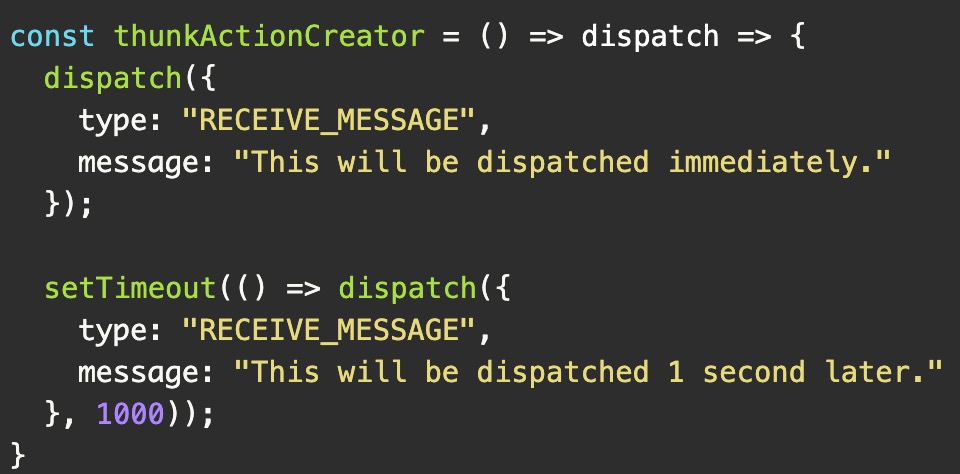 const thunkActionCreator = () => dispatch => {
  dispatch({
    type: "RECEIVE_MESSAGE",
    message: "This will be dispatched immediately."
  });

  setTimeout(() => dispatch({
    type: "RECEIVE_MESSAGE",
    message: "This will be dispatched 1 second later."
  }, 1000));
}